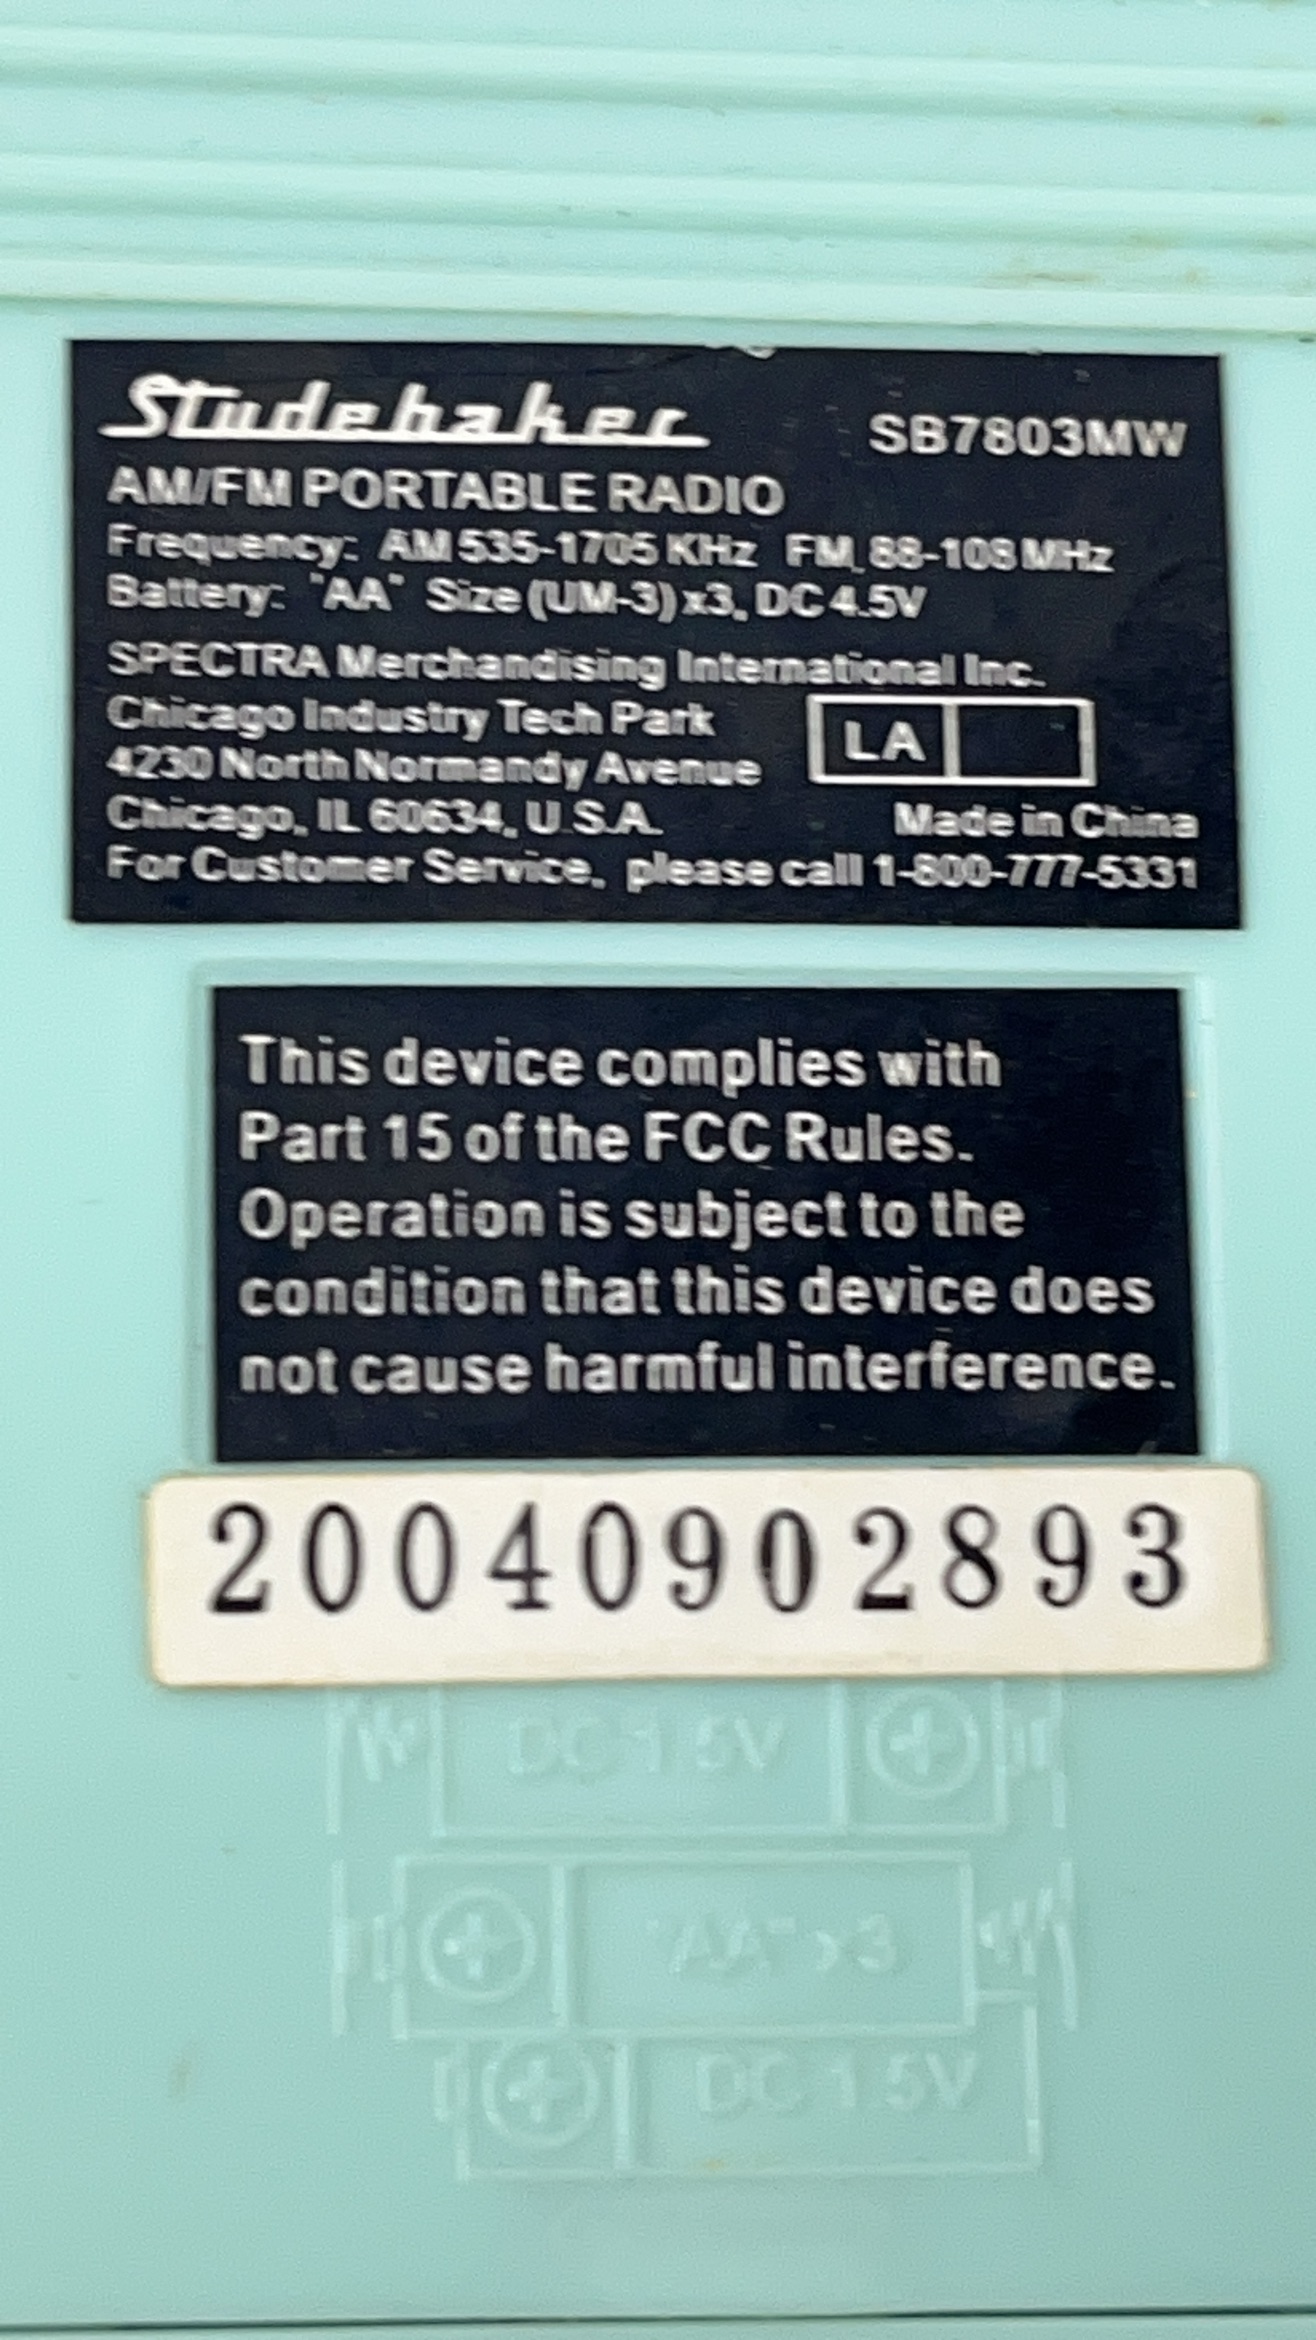 Studebaker SB7803MW
AM/FM PORTABLE RADIO
Frequency: AM 535-1705 KHz FM, 88-108 MHz
Battery: "AA" Size (UM-3) x3, DC 4.5V
SPECTRA Merchandising International Inc.
Chicago Industry Tech Park
4230 North Normandy Avenue
LA
Chicago, IL 60634, U.S.A.
Made in China
For Customer Service, please call 1-800-777-5331
This device complies with
Part 15 of the FCC Rules.
Operation is subject to the
condition that this device does
not cause harmful interference.
20040902893
DC 1.5V +
+ "AA" x3
+ DC 1.5V